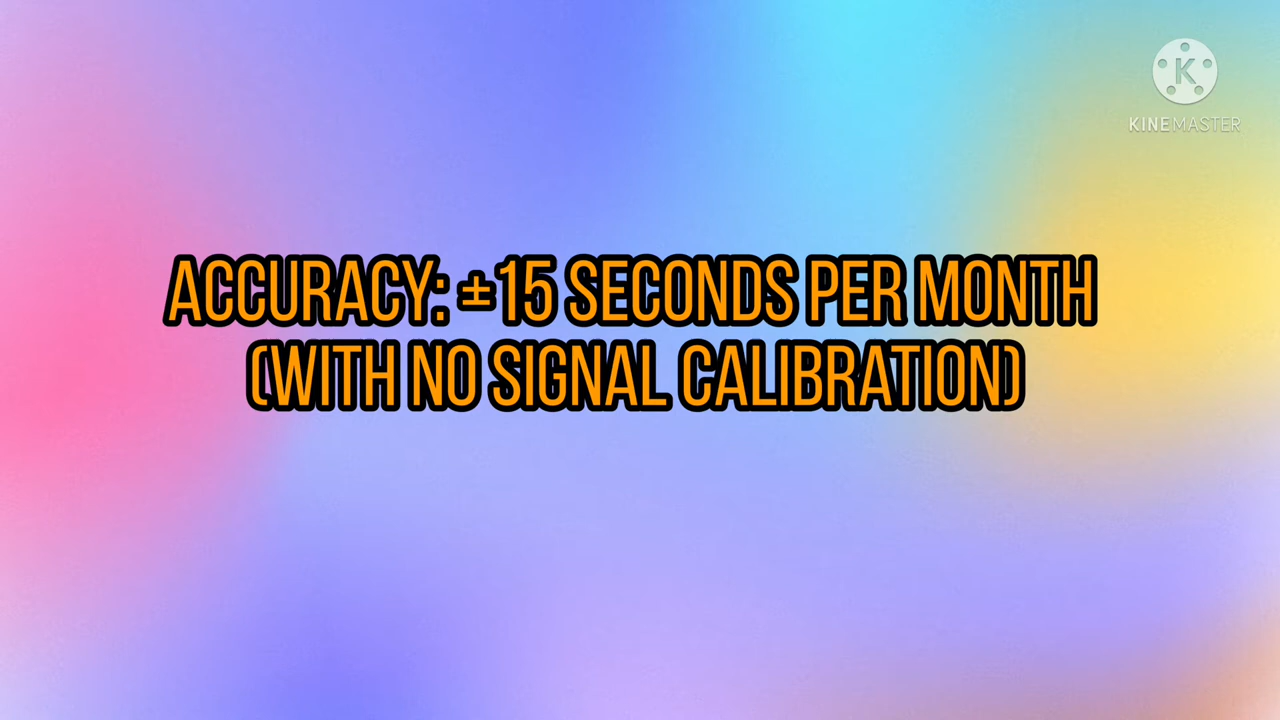 K
KINEMASTER
ACCURACY: ±15 SECONDS PER MONTH
(WITH NO SIGNAL CALIBRATION)